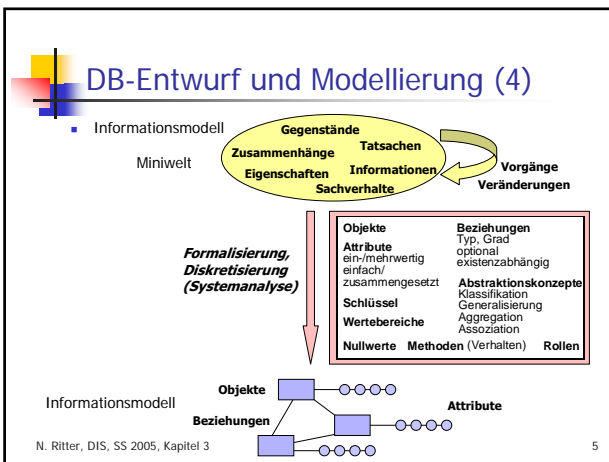 DB-Entwurf und Modellierung (4)
Informationsmodell
Miniwelt
Gegenstände
Tatsachen
Zusammenhänge
Informationen
Eigenschaften
Sachverhalte
Vorgänge
Veränderungen
Formalisierung,
Diskretisierung
(Systemanalyse)
Objekte
Attribute
ein-/mehrwertig
einfach/
zusammengesetzt
Schlüssel
Wertebereiche
Beziehungen
Typ, Grad
optional
existenzabhängig
Abstraktionskonzepte
Klassifikation
Generalisierung
Aggregation
Assoziation
Nullwerte Methoden (Verhalten) Rollen
Objekte
Informationsmodell
Attribute
Beziehungen
N. Ritter, DIS, SS 2005, Kapitel 3
5